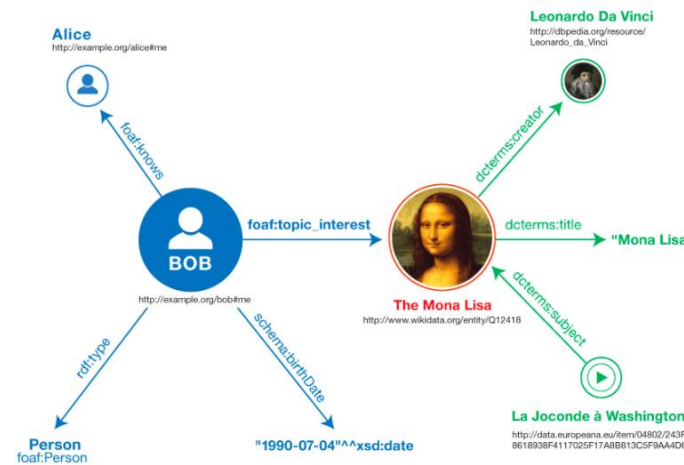 Leonardo Da Vinci
http://dbpedia.org/resource/
Leonardo_da_Vinci
Alice
http://example.org/alice#me
foaf:knows
dcterms:creator
foaf:topic_interest
dcterms:title
"Mona Lisa
BOB
http://example.org/bob#me
The Mona Lisa
http://www.wikidata.org/entity/Q12418
dcterms:subject
rdf:type
schema:birthDate
La Joconde à Washington
http://data.europeana.eu/item/04802/243F
8618938F4117025F17A8B813C5F9AA4D6
Person
foaf:Person
"1990-07-04"^^xsd:date